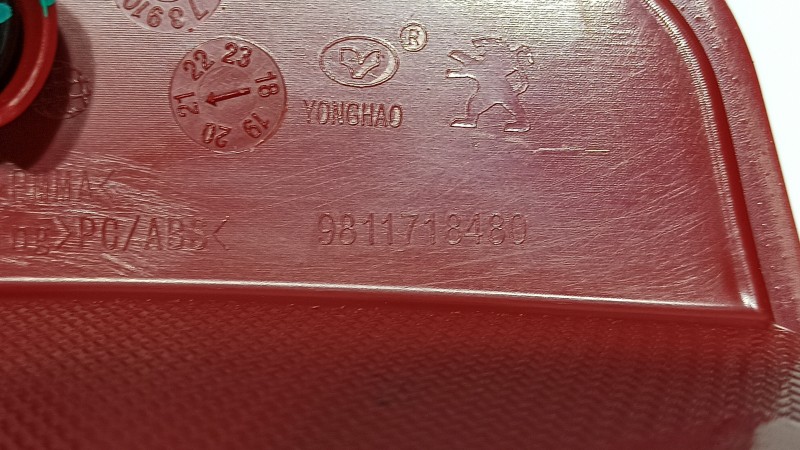 18 19 20 21 22 23
®
YONGHAO
>PC/ABS<
9811718480